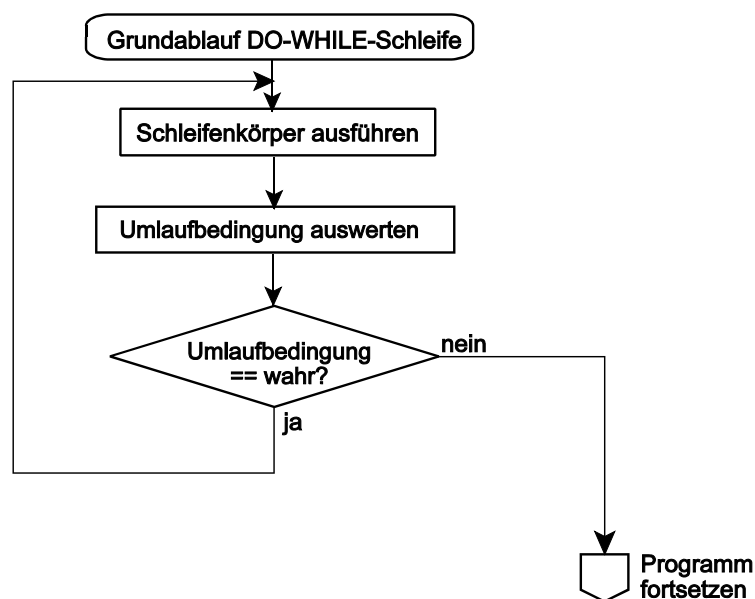 Grundablauf DO-WHILE-Schleife
Schleifenkörper ausführen
Umlaufbedingung auswerten
Umlaufbedingung
== wahr?
nein
ja
Programm
fortsetzen